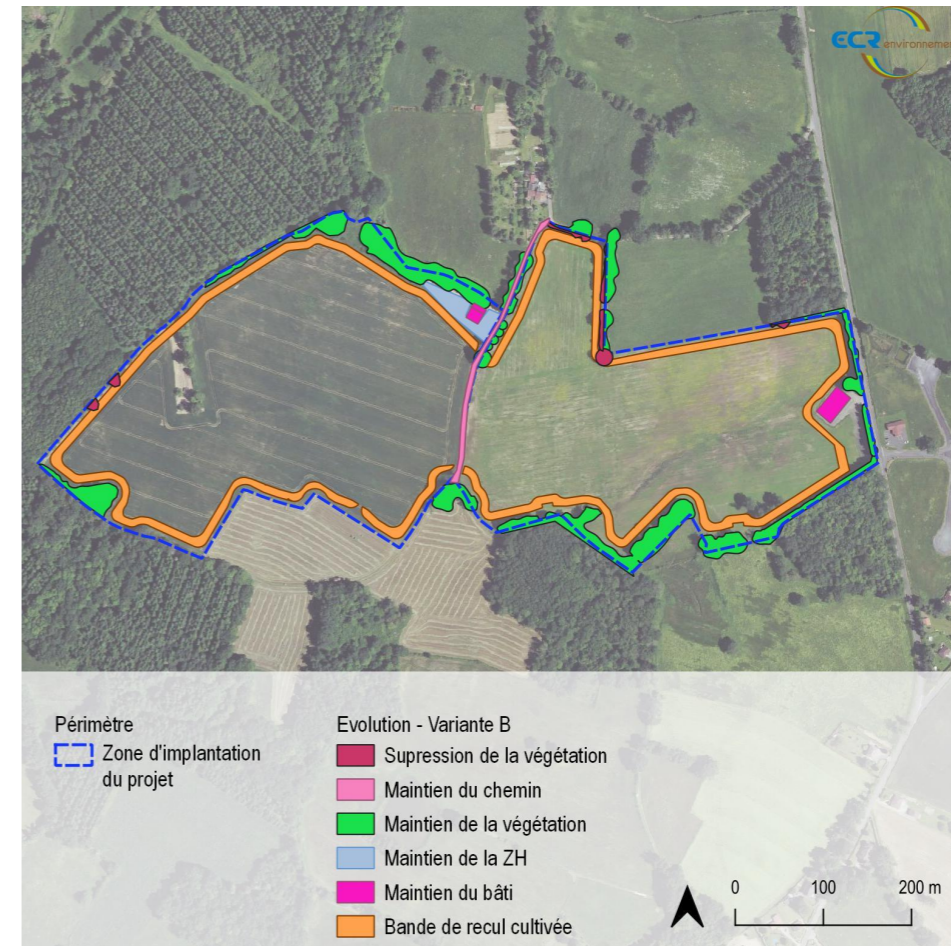 ECR environnement
Périmètre
Zone d'implantation
du projet
Evolution - Variante B
Supression de la végétation
Maintien du chemin
Maintien de la végétation
Maintien de la ZH
Maintien du bâti
Bande de recul cultivée
0 100 200 m